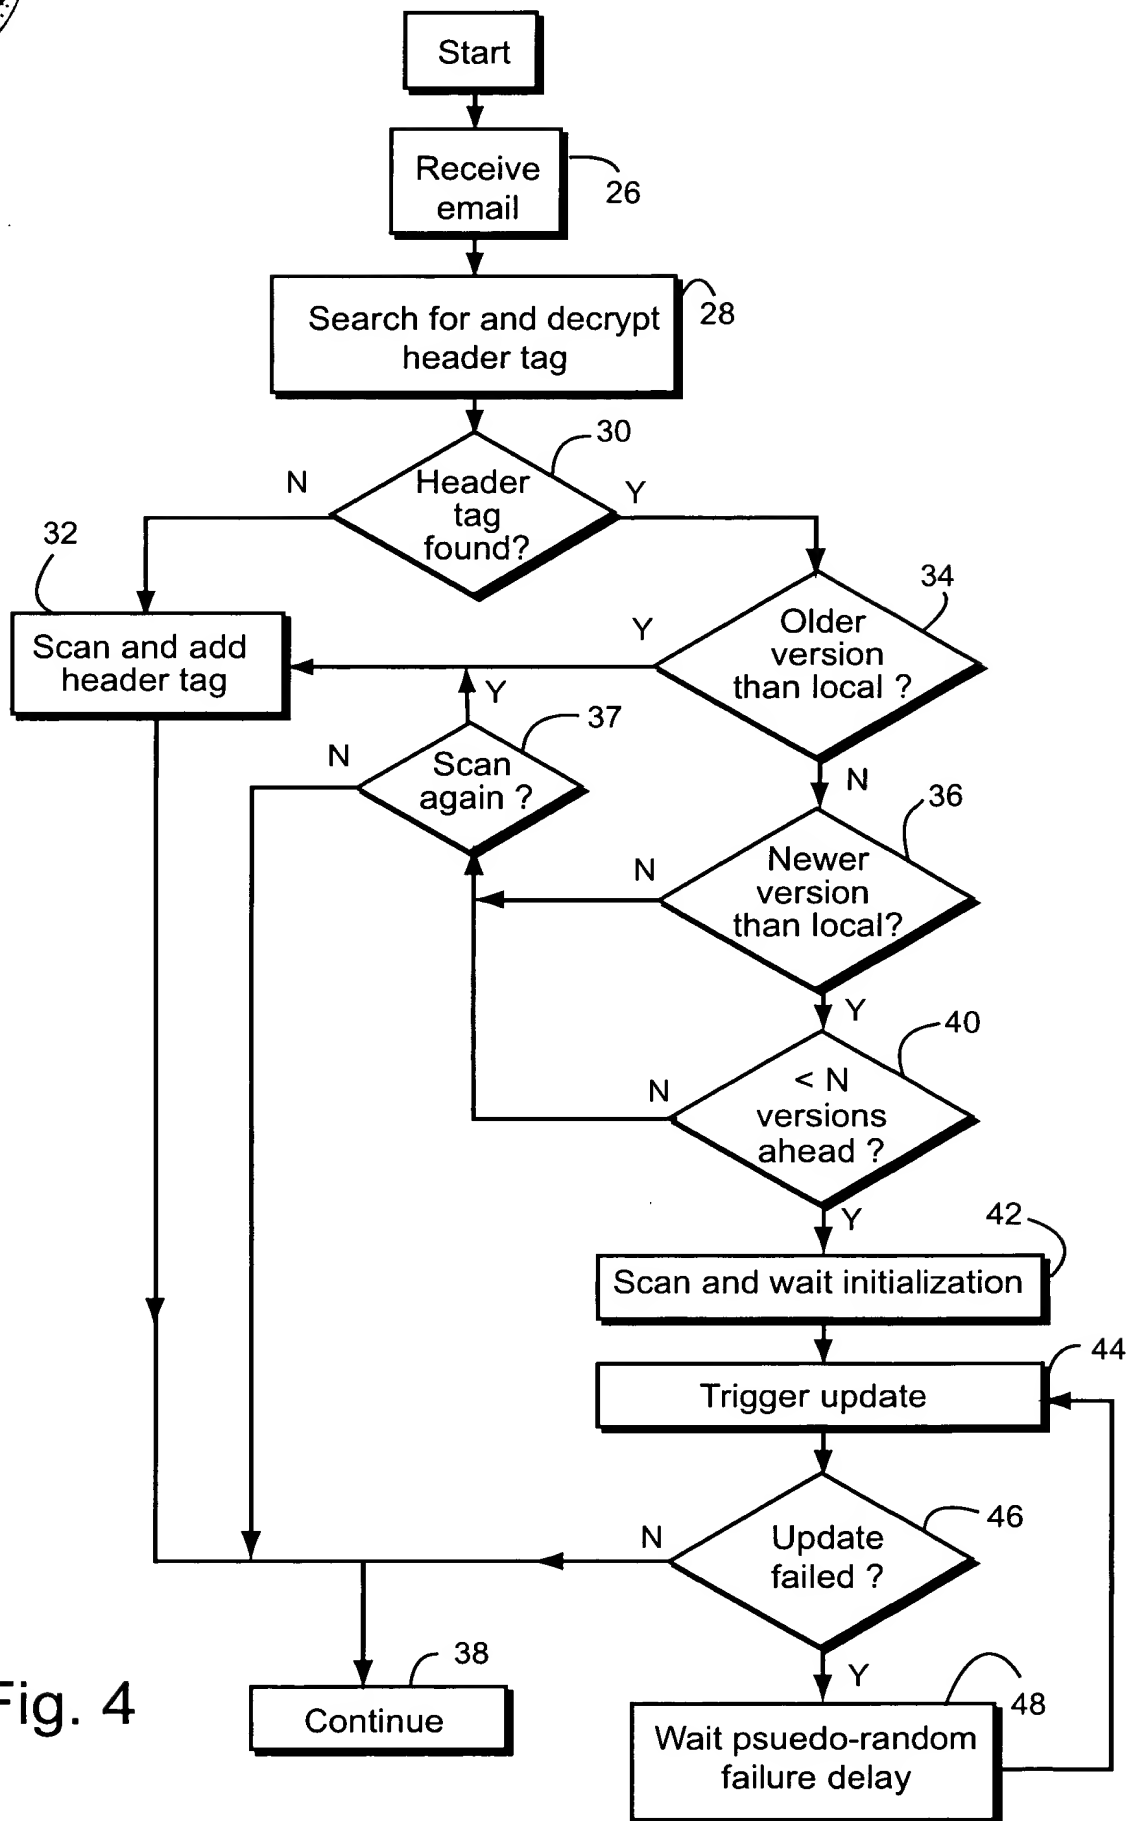 Start
Receive
email
26
Search for and decrypt
header tag
28
30
N
Header
tag
found?
Y
32
34
Scan and add
header tag
Y
Older
version
than local ?
Y
37
N
Scan
again ?
N
36
N
Newer
version
than local?
Y
40
N
< N
versions
ahead ?
Y
42
Scan and wait initialization
44
Trigger update
46
N
Update
failed ?
Y
38
Continue
48
Wait psuedo-random
failure delay
Fig. 4